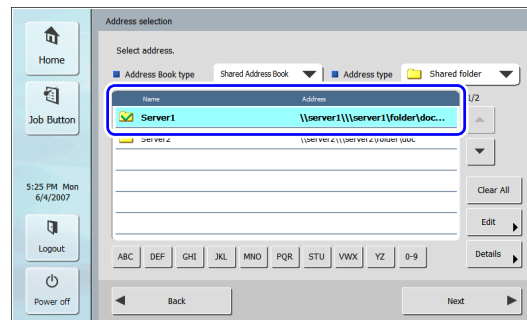 Address selection
Home
Job Button
5:25 PM Mon
6/4/2007
Logout
Power off
Select address.
Address Book type
Shared Address Book
Address type
Shared folder
Name
Address
1/2
Server1
\\server1\\\server1\folder\doc...
Server2
\\server2\\\server2\folder\doc
Clear All
Edit
Details
ABC
DEF
GHI
JKL
MNO
PQR
STU
VWX
YZ
0-9
Back
Next